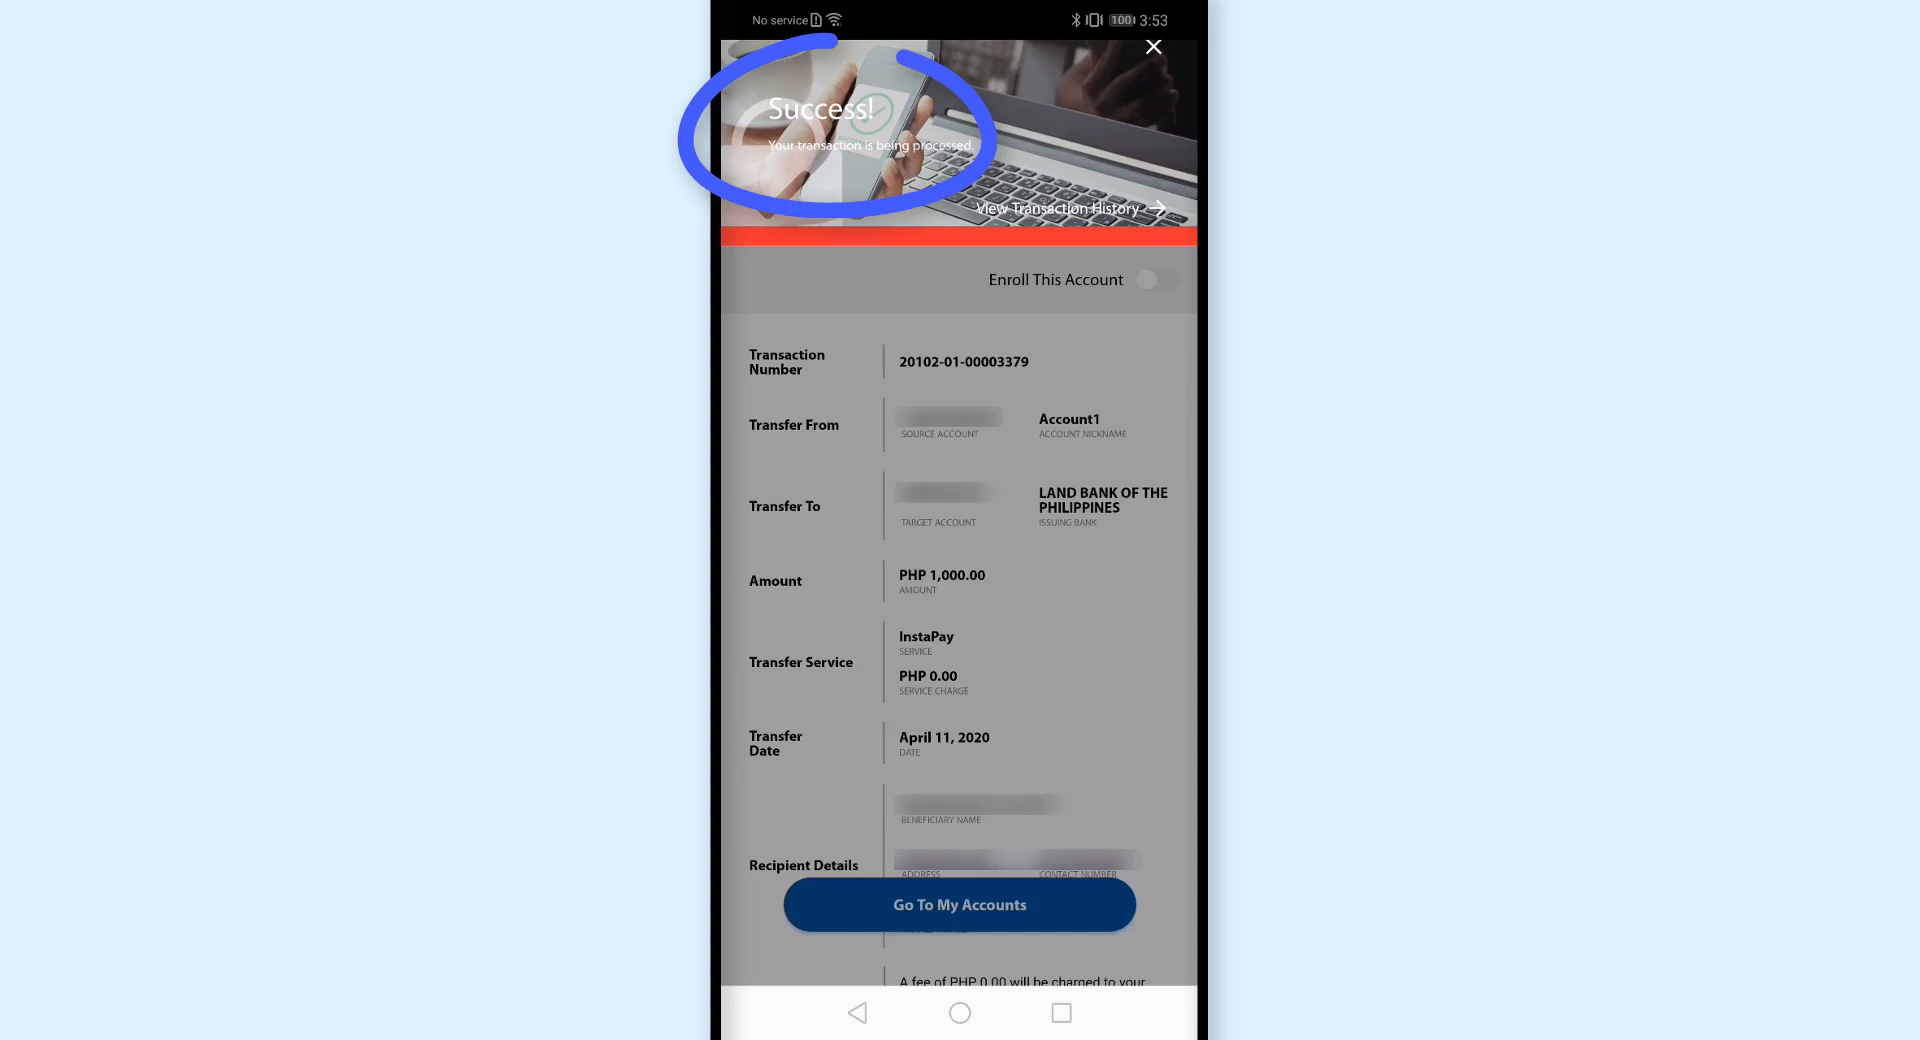 No service
100 3:53
Success!
Your transaction is being processed.
View Transaction History
Enroll This Account
Transaction
Number
20102-01-00003379
Transfer From
Account1
SOURCE ACCOUNT
ACCOUNT NICKNAME
Transfer To
LAND BANK OF THE
PHILIPPINES
TARGET ACCOUNT
ISSUING BANK
Amount
PHP 1,000.00
AMOUNT
Transfer Service
InstaPay
SERVICE
PHP 0.00
SERVICE CHARGE
Transfer
Date
April 11, 2020
DATE
BENEFICIARY NAME
Recipient Details
ADDRESS
CONTACT NUMBER
Go To My Accounts
A fee of PHP 0.00 will be charged to your